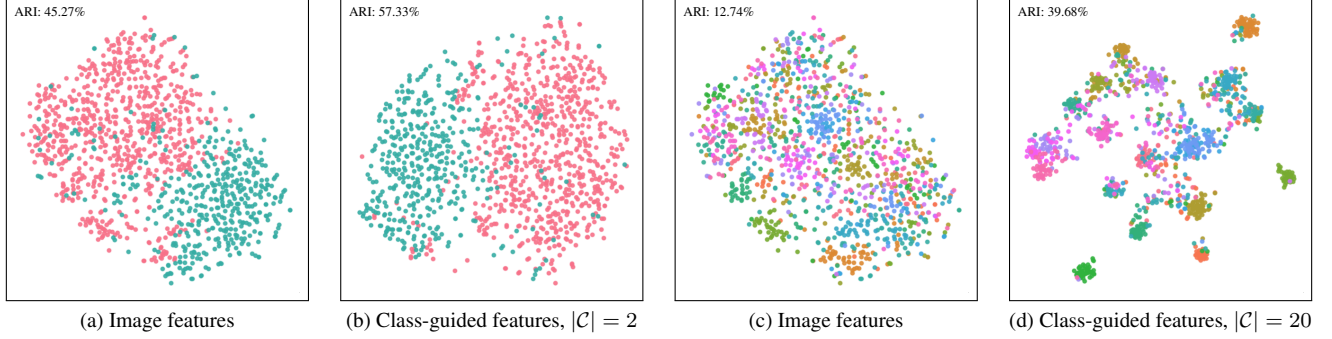 ARI: 45.27%
ARI: 57.33%
ARI: 12.74%
ARI: 39.68%
(a) Image features
(b) Class-guided features, |𝒞| = 2
(c) Image features
(d) Class-guided features, |𝒞| = 20